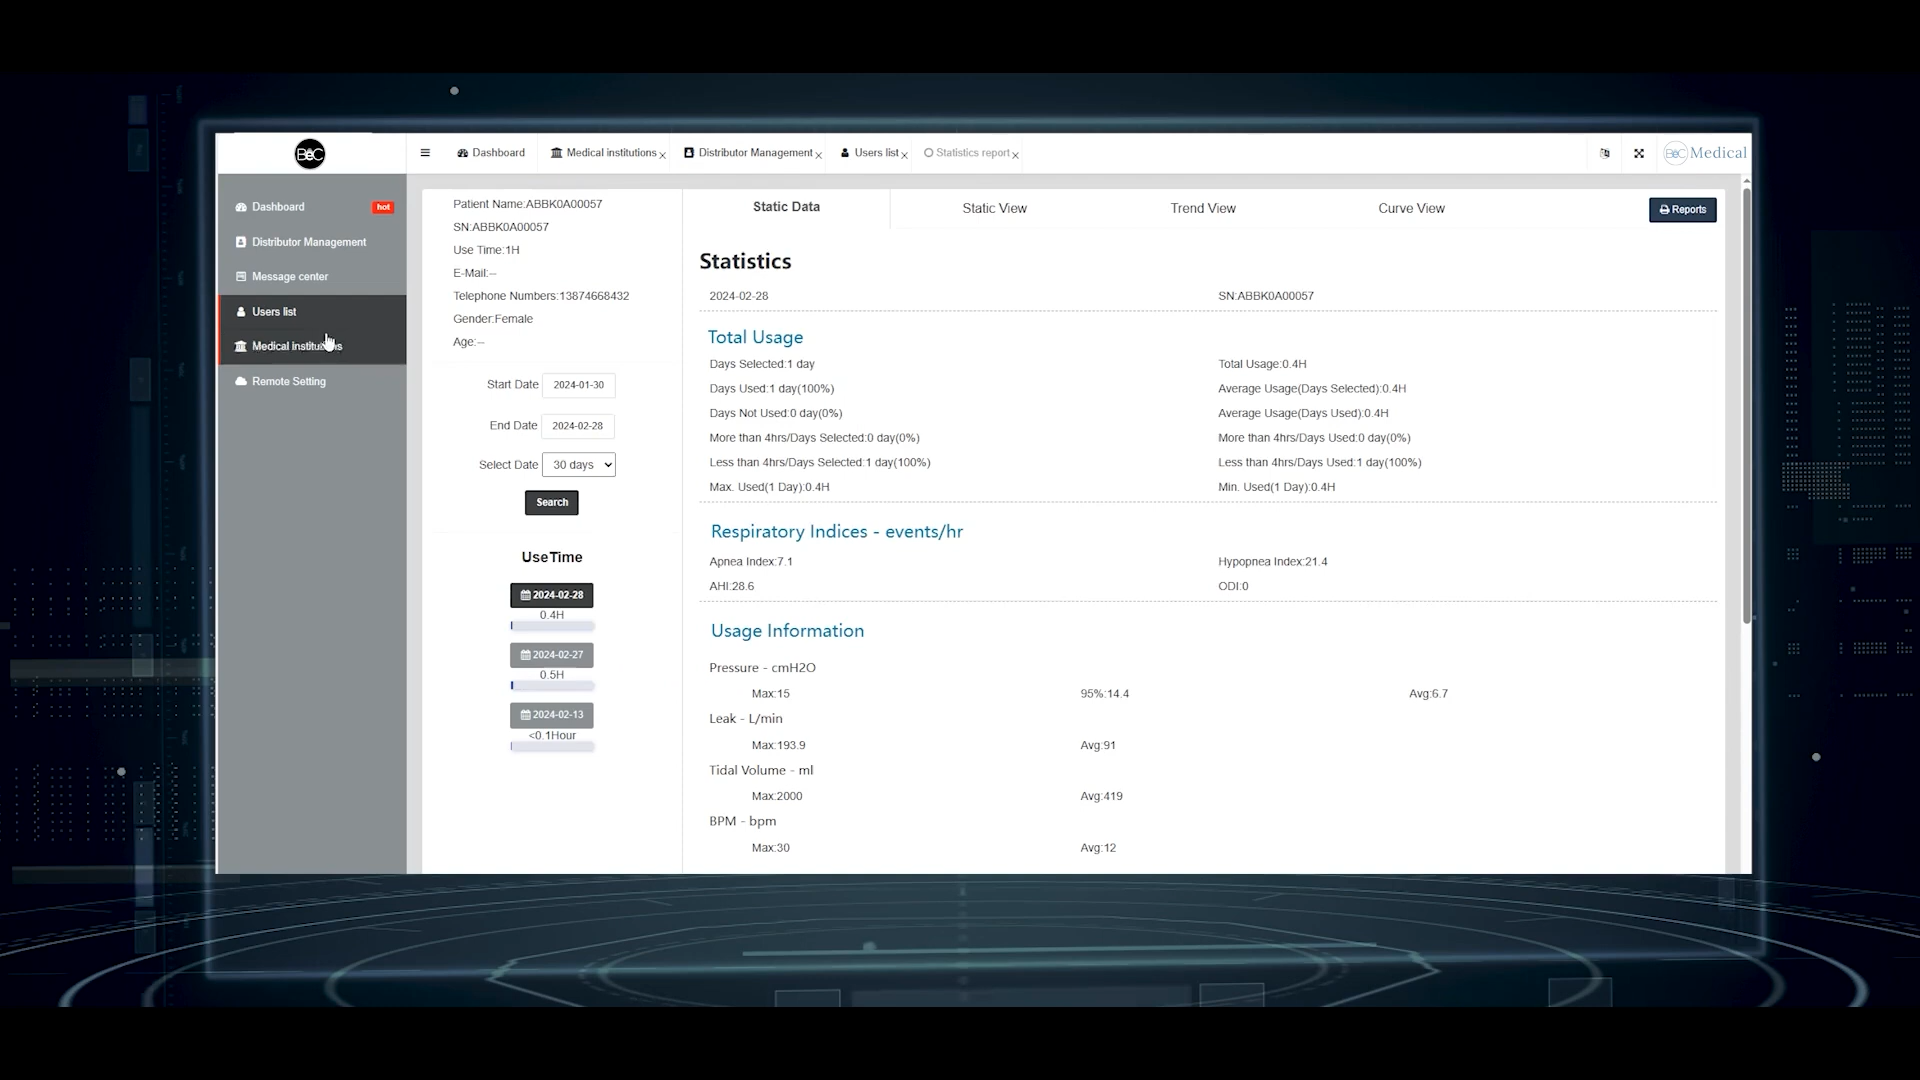 BeC
Dashboard
Medical institutions
Distributor Management
Users list
Statistics report
BeC Medical
Dashboard
hot
Distributor Management
Message center
Users list
Medical institutions
Remote Setting
Patient Name:ABBK0A00057
SN:ABBK0A00057
Use Time:1H
E-Mail:--
Telephone Numbers:13874668432
Gender:Female
Age:--
Start Date 2024-01-30
End Date 2024-02-28
Select Date 30 days
Search
UseTime
2024-02-28
0.4H
2024-02-27
0.5H
2024-02-13
<0.1Hour
Static Data
Static View
Trend View
Curve View
Reports
Statistics
2024-02-28 SN:ABBK0A00057
Total Usage
Days Selected:1 day Total Usage:0.4H
Days Used:1 day(100%) Average Usage(Days Selected):0.4H
Days Not Used:0 day(0%) Average Usage(Days Used):0.4H
More than 4hrs/Days Selected:0 day(0%) More than 4hrs/Days Used:0 day(0%)
Less than 4hrs/Days Selected:1 day(100%) Less than 4hrs/Days Used:1 day(100%)
Max. Used(1 Day):0.4H Min. Used(1 Day):0.4H
Respiratory Indices - events/hr
Apnea Index:7.1 Hypopnea Index:21.4
AHI:28.6 ODI:0
Usage Information
Pressure - cmH2O
Max:15 95%:14.4 Avg:6.7
Leak - L/min
Max:193.9 Avg:91
Tidal Volume - ml
Max:2000 Avg:419
BPM - bpm
Max:30 Avg:12